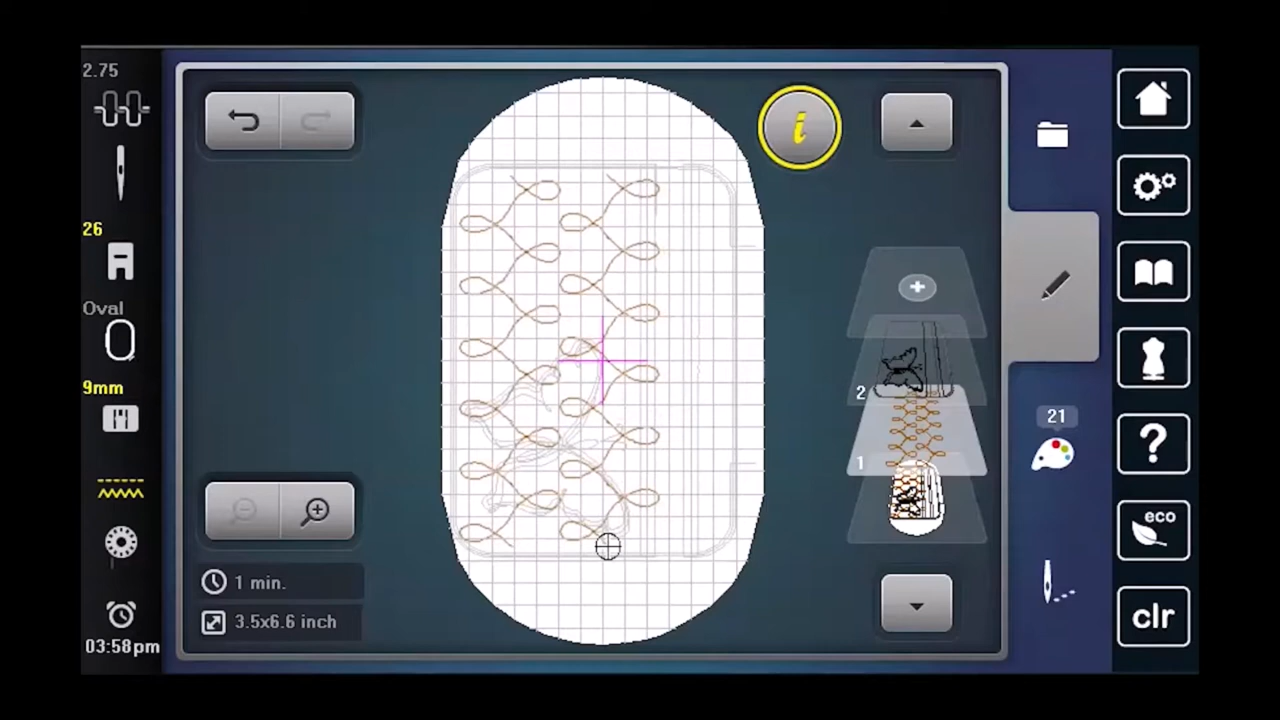 2.75
26
Oval
9mm
03:58pm
i
1 min.
3.5x6.6 inch
2
1
21
?
eco
clr